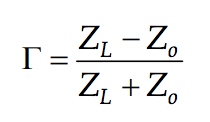 Γ = (Z_L − Z_o) / (Z_L + Z_o)